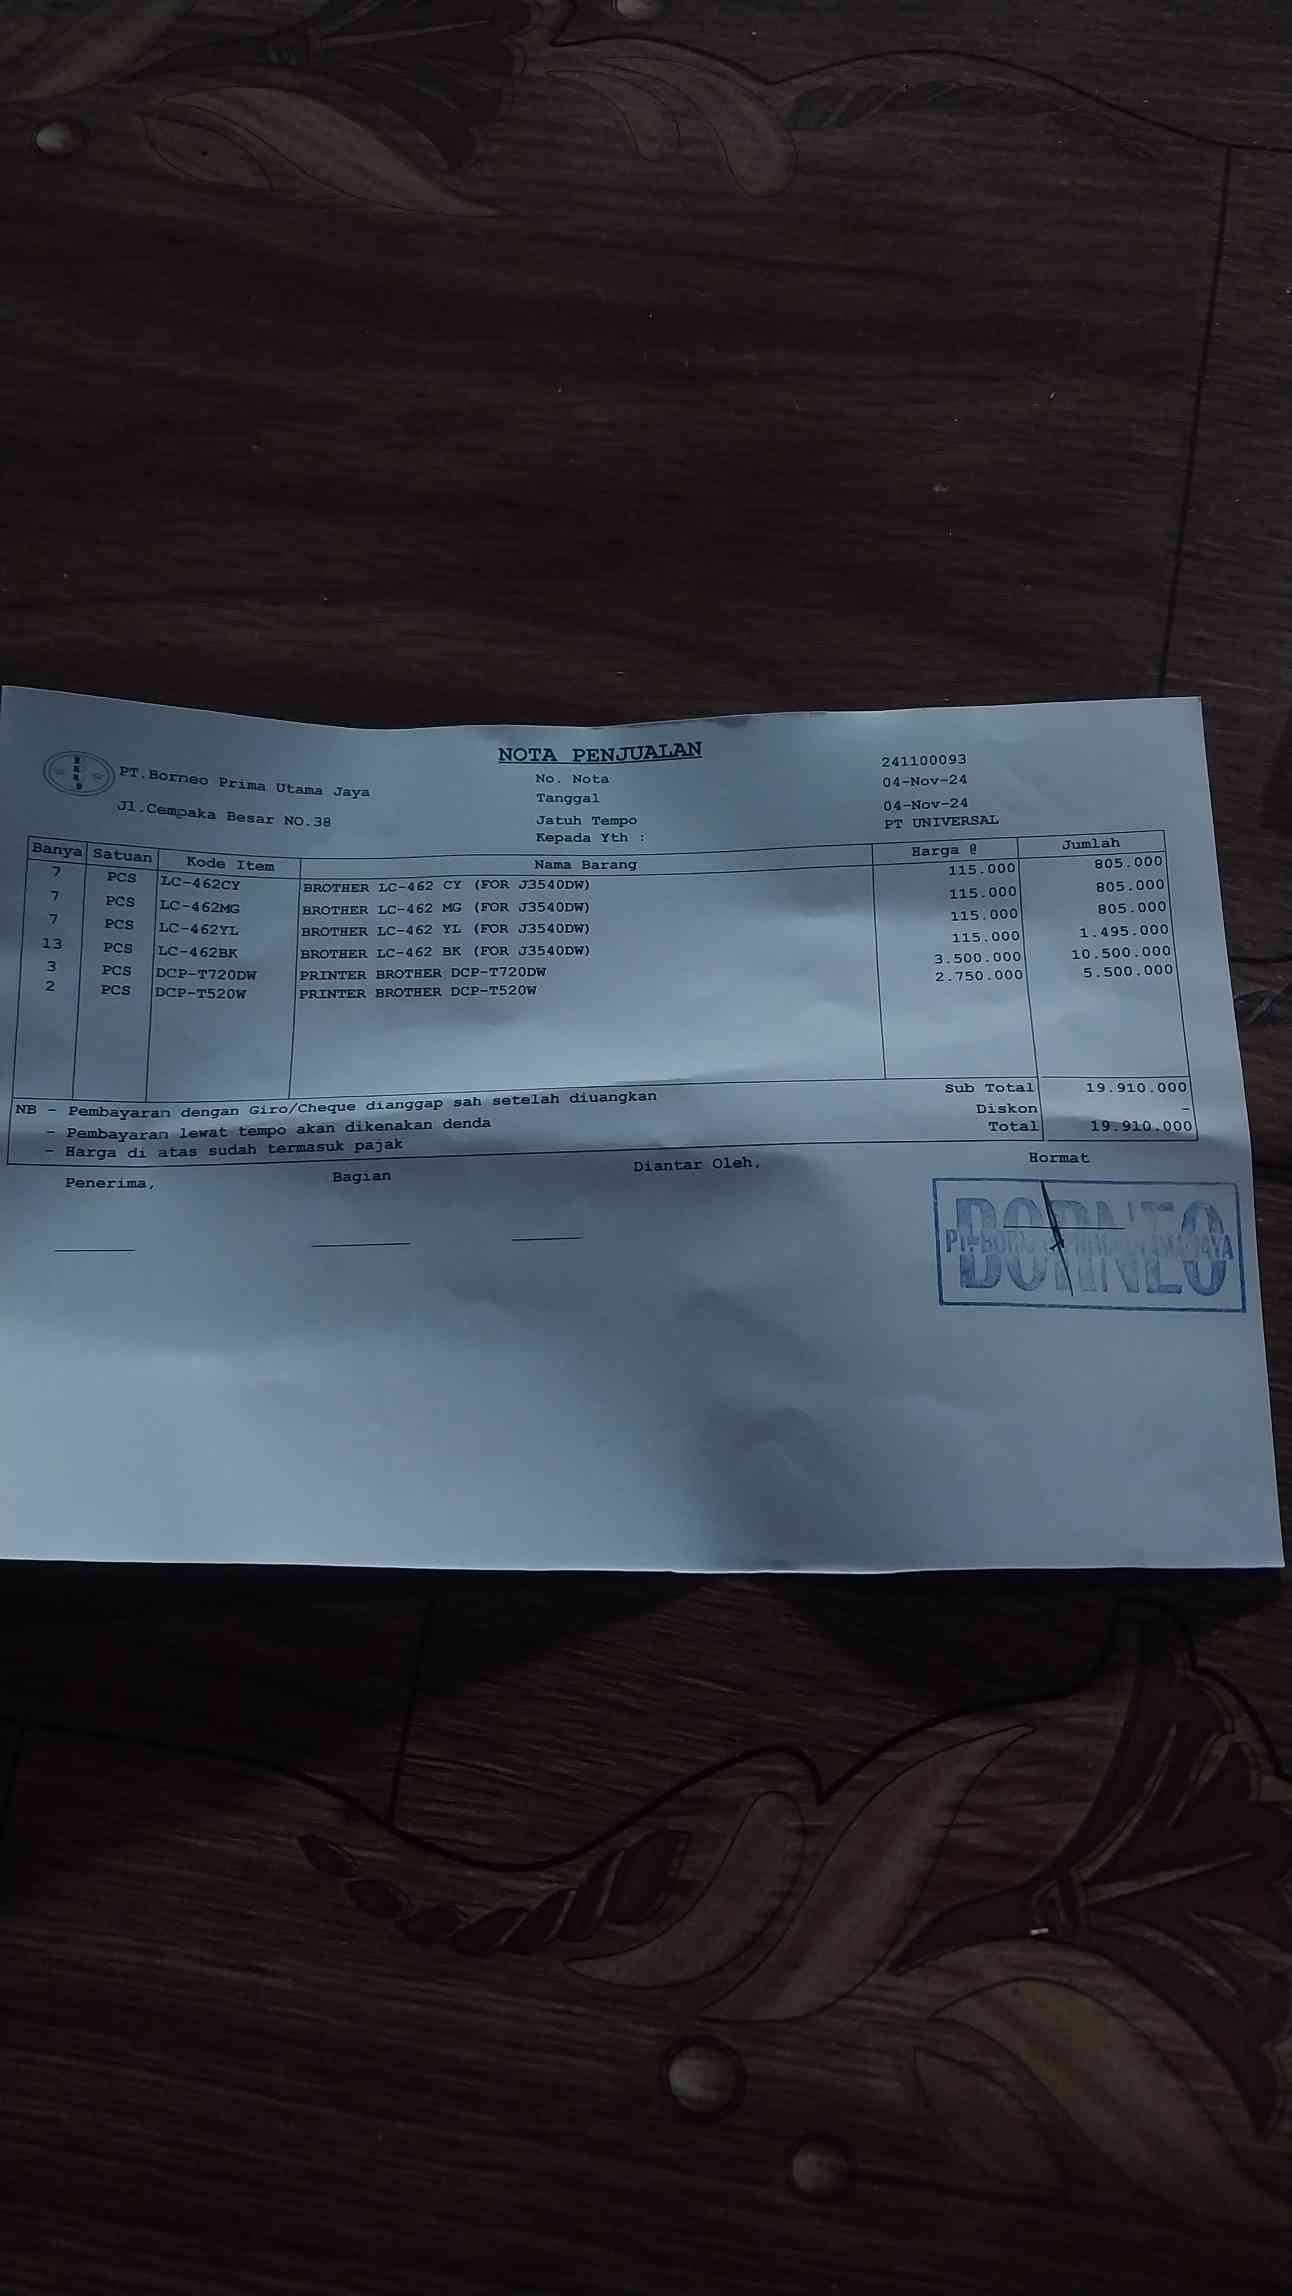 NOTA PENJUALAN
PT.Borneo Prima Utama Jaya
Jl.Cempaka Besar NO.38
No. Nota 241100093
Tanggal 04-Nov-24
Jatuh Tempo 04-Nov-24
Kepada Yth : PT UNIVERSAL
Banya Satuan Kode Item Nama Barang Harga @ Jumlah
7 PCS LC-462CY BROTHER LC-462 CY (FOR J3540DW) 115.000 805.000
7 PCS LC-462MG BROTHER LC-462 MG (FOR J3540DW) 115.000 805.000
7 PCS LC-462YL BROTHER LC-462 YL (FOR J3540DW) 115.000 805.000
13 PCS LC-462BK BROTHER LC-462 BK (FOR J3540DW) 115.000 1.495.000
3 PCS DCP-T720DW PRINTER BROTHER DCP-T720DW 3.500.000 10.500.000
2 PCS DCP-T520W PRINTER BROTHER DCP-T520W 2.750.000 5.500.000
Sub Total 19.910.000
Diskon -
Total 19.910.000
NB - Pembayaran dengan Giro/Cheque dianggap sah setelah diuangkan
- Pembayaran lewat tempo akan dikenakan denda
- Harga di atas sudah termasuk pajak
Penerima, Bagian Diantar Oleh, Hormat
BORNEO